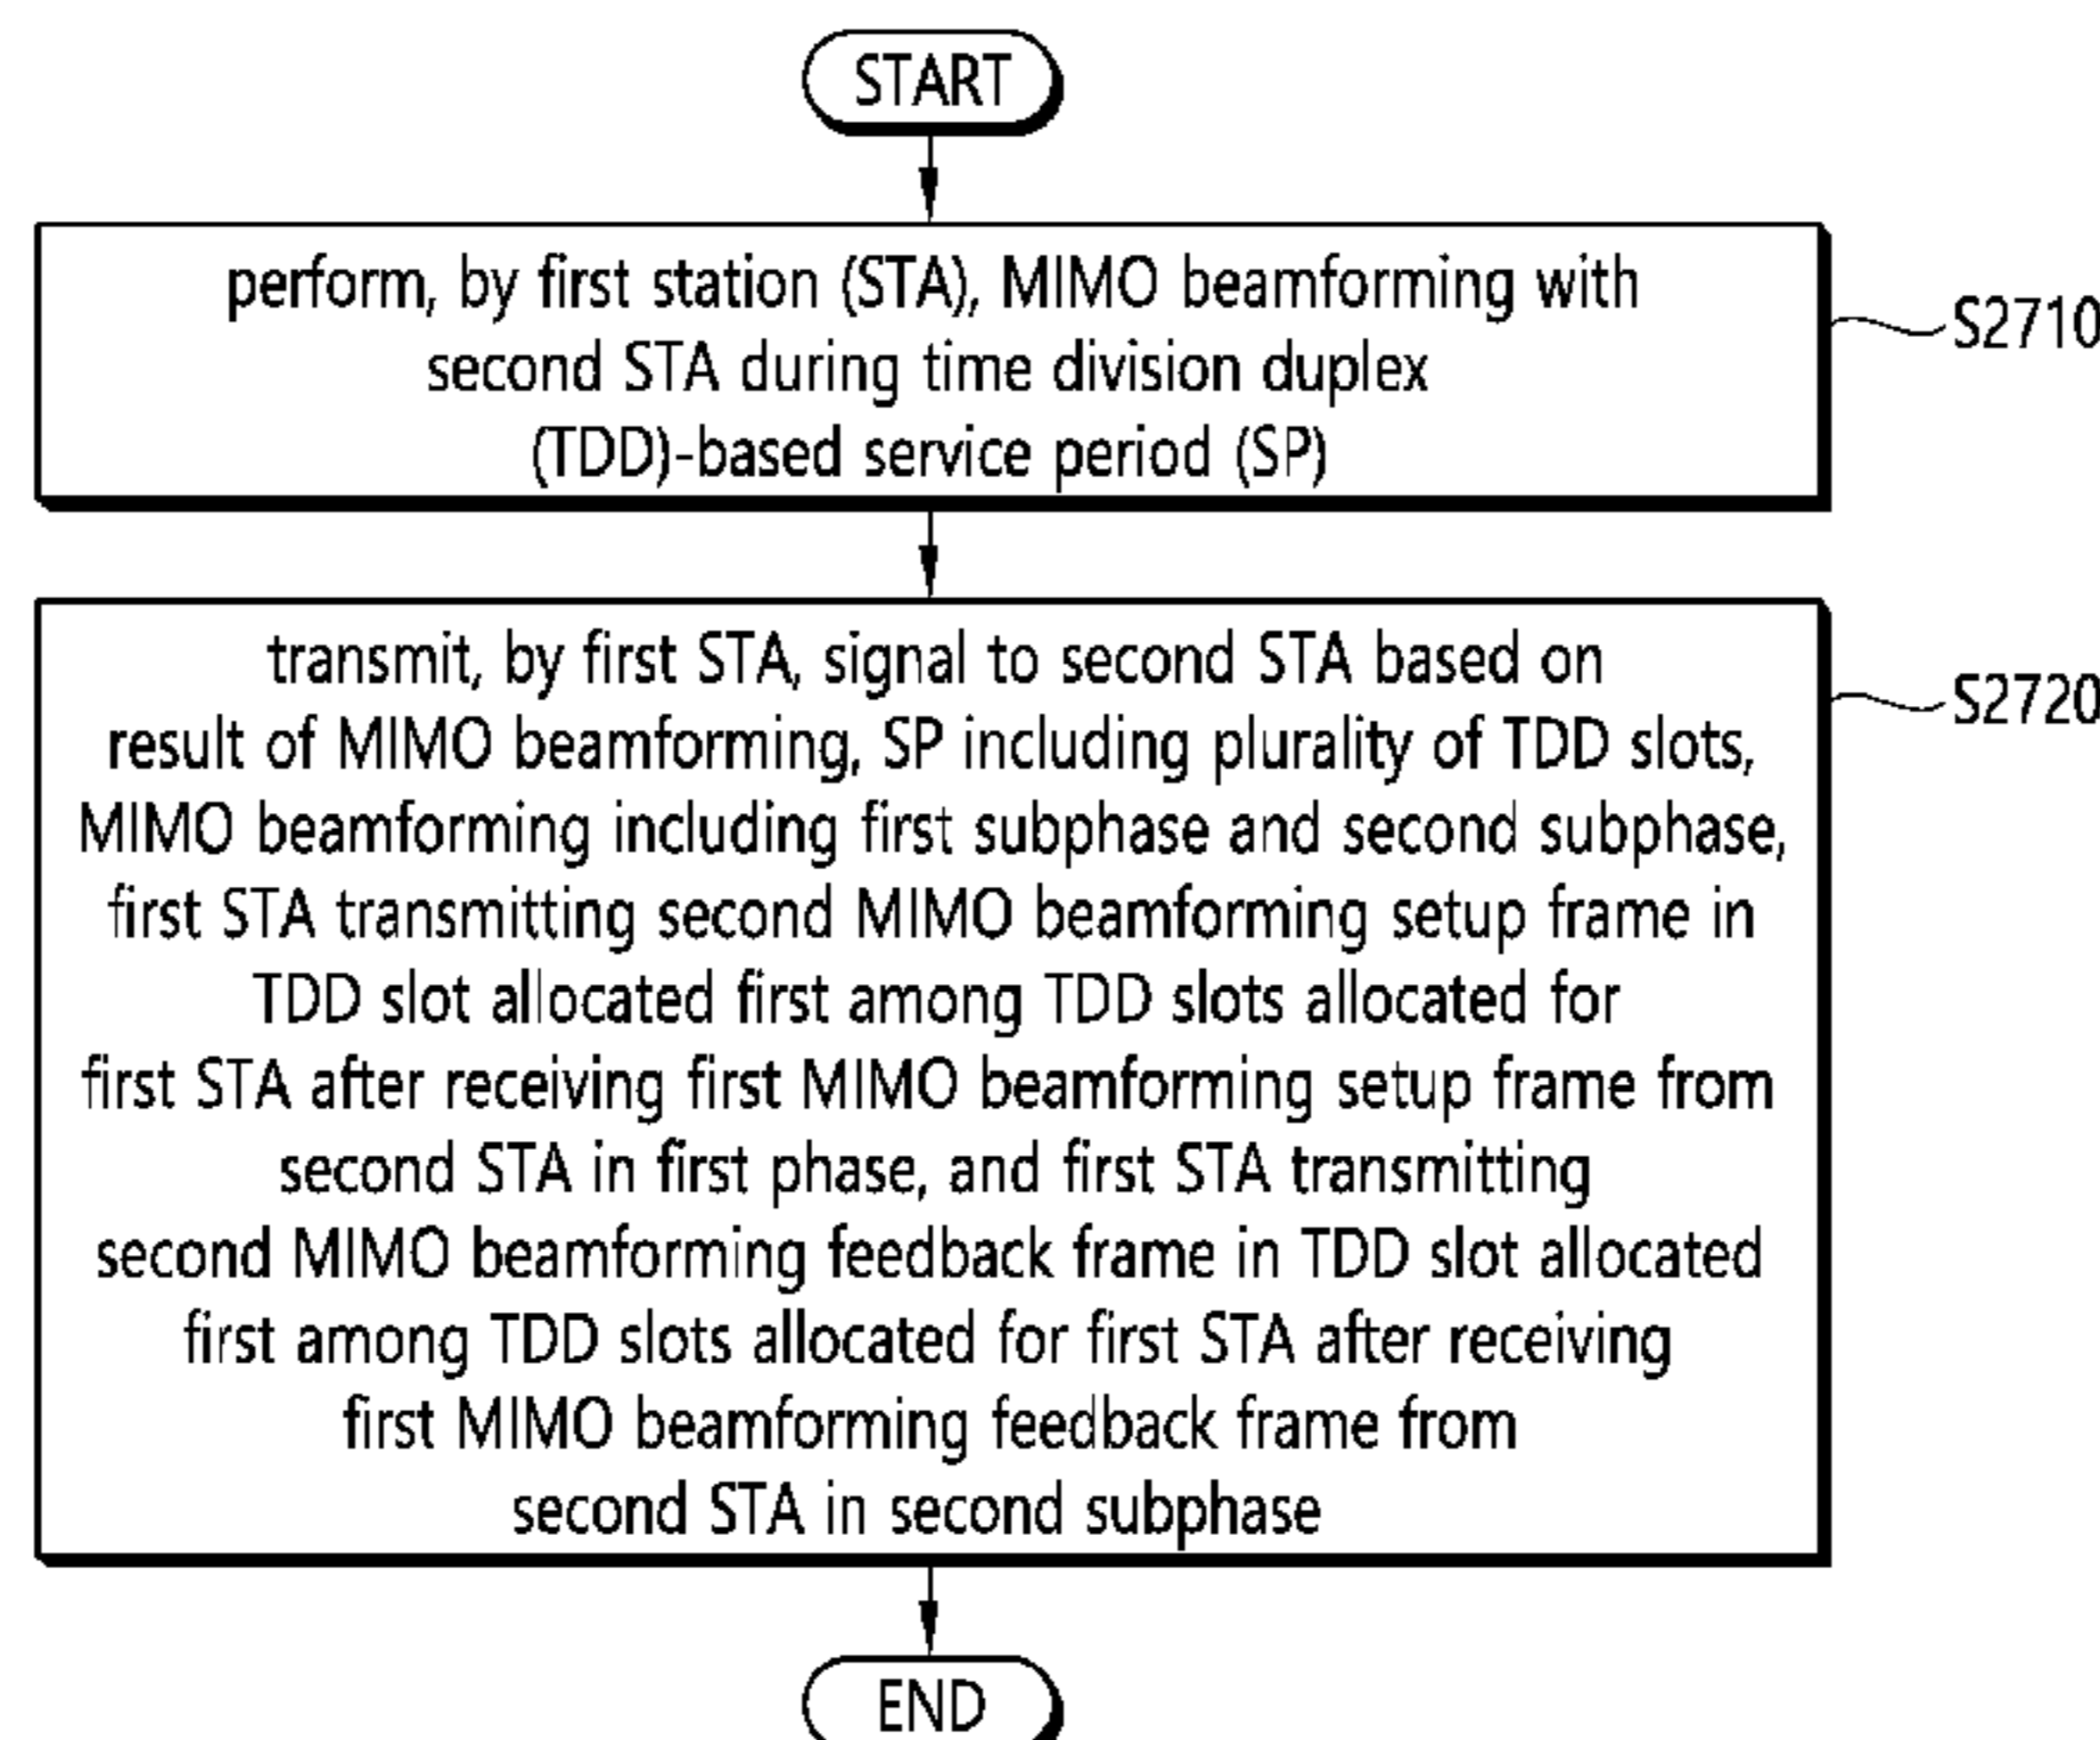 START
perform, by first station (STA), MIMO beamforming with
second STA during time division duplex
(TDD)-based service period (SP)
S2710
transmit, by first STA, signal to second STA based on
result of MIMO beamforming, SP including plurality of TDD slots,
MIMO beamforming including first subphase and second subphase,
first STA transmitting second MIMO beamforming setup frame in
TDD slot allocated first among TDD slots allocated for
first STA after receiving first MIMO beamforming setup frame from
second STA in first phase, and first STA transmitting
second MIMO beamforming feedback frame in TDD slot allocated
first among TDD slots allocated for first STA after receiving
first MIMO beamforming feedback frame from
second STA in second subphase
S2720
END